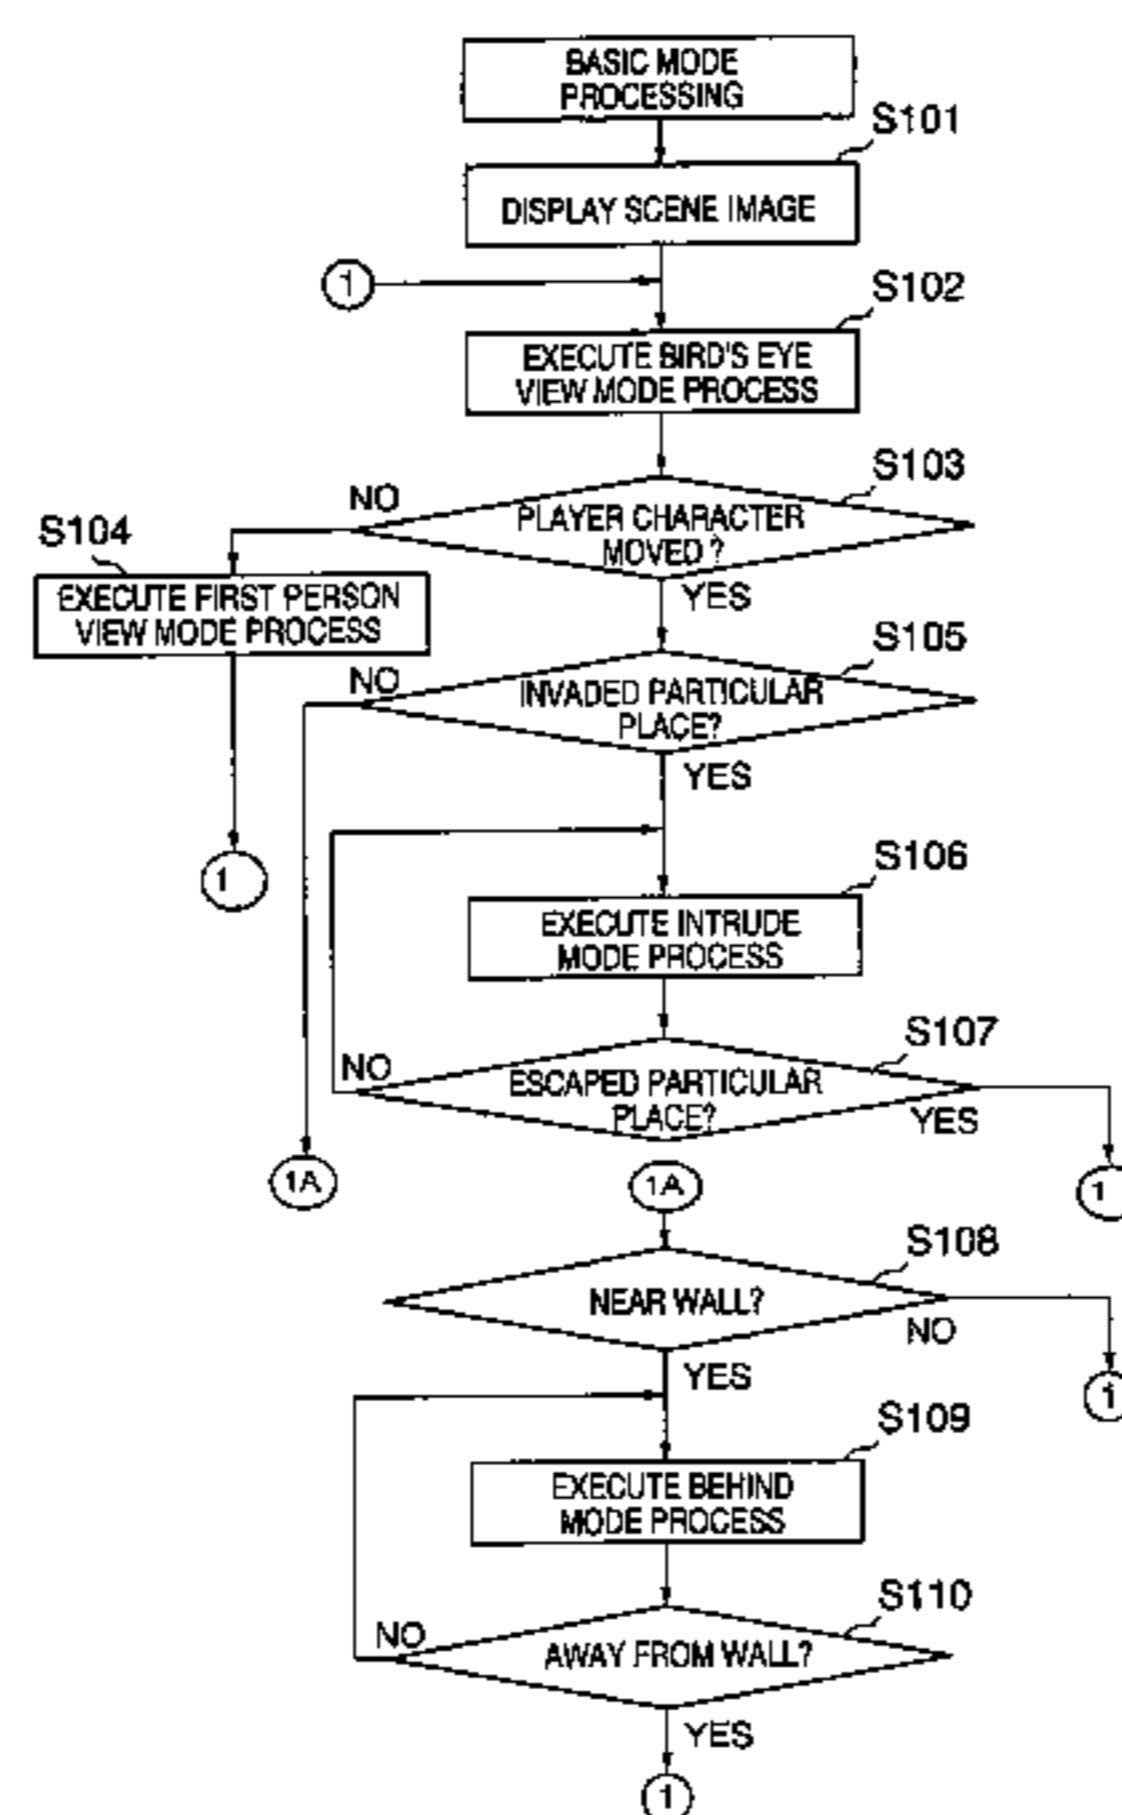 BASIC MODE
PROCESSING
S101
DISPLAY SCENE IMAGE
1
S102
EXECUTE BIRD'S EYE
VIEW MODE PROCESS
S103
NO
PLAYER CHARACTER
MOVED ?
YES
S104
EXECUTE FIRST PERSON
VIEW MODE PROCESS
1
S105
NO
INVADED PARTICULAR
PLACE?
YES
S106
EXECUTE INTRUDE
MODE PROCESS
S107
NO
ESCAPED PARTICULAR
PLACE?
YES
1A
1A
1
S108
NEAR WALL?
NO
YES
1
S109
EXECUTE BEHIND
MODE PROCESS
S110
NO
AWAY FROM WALL?
YES
1